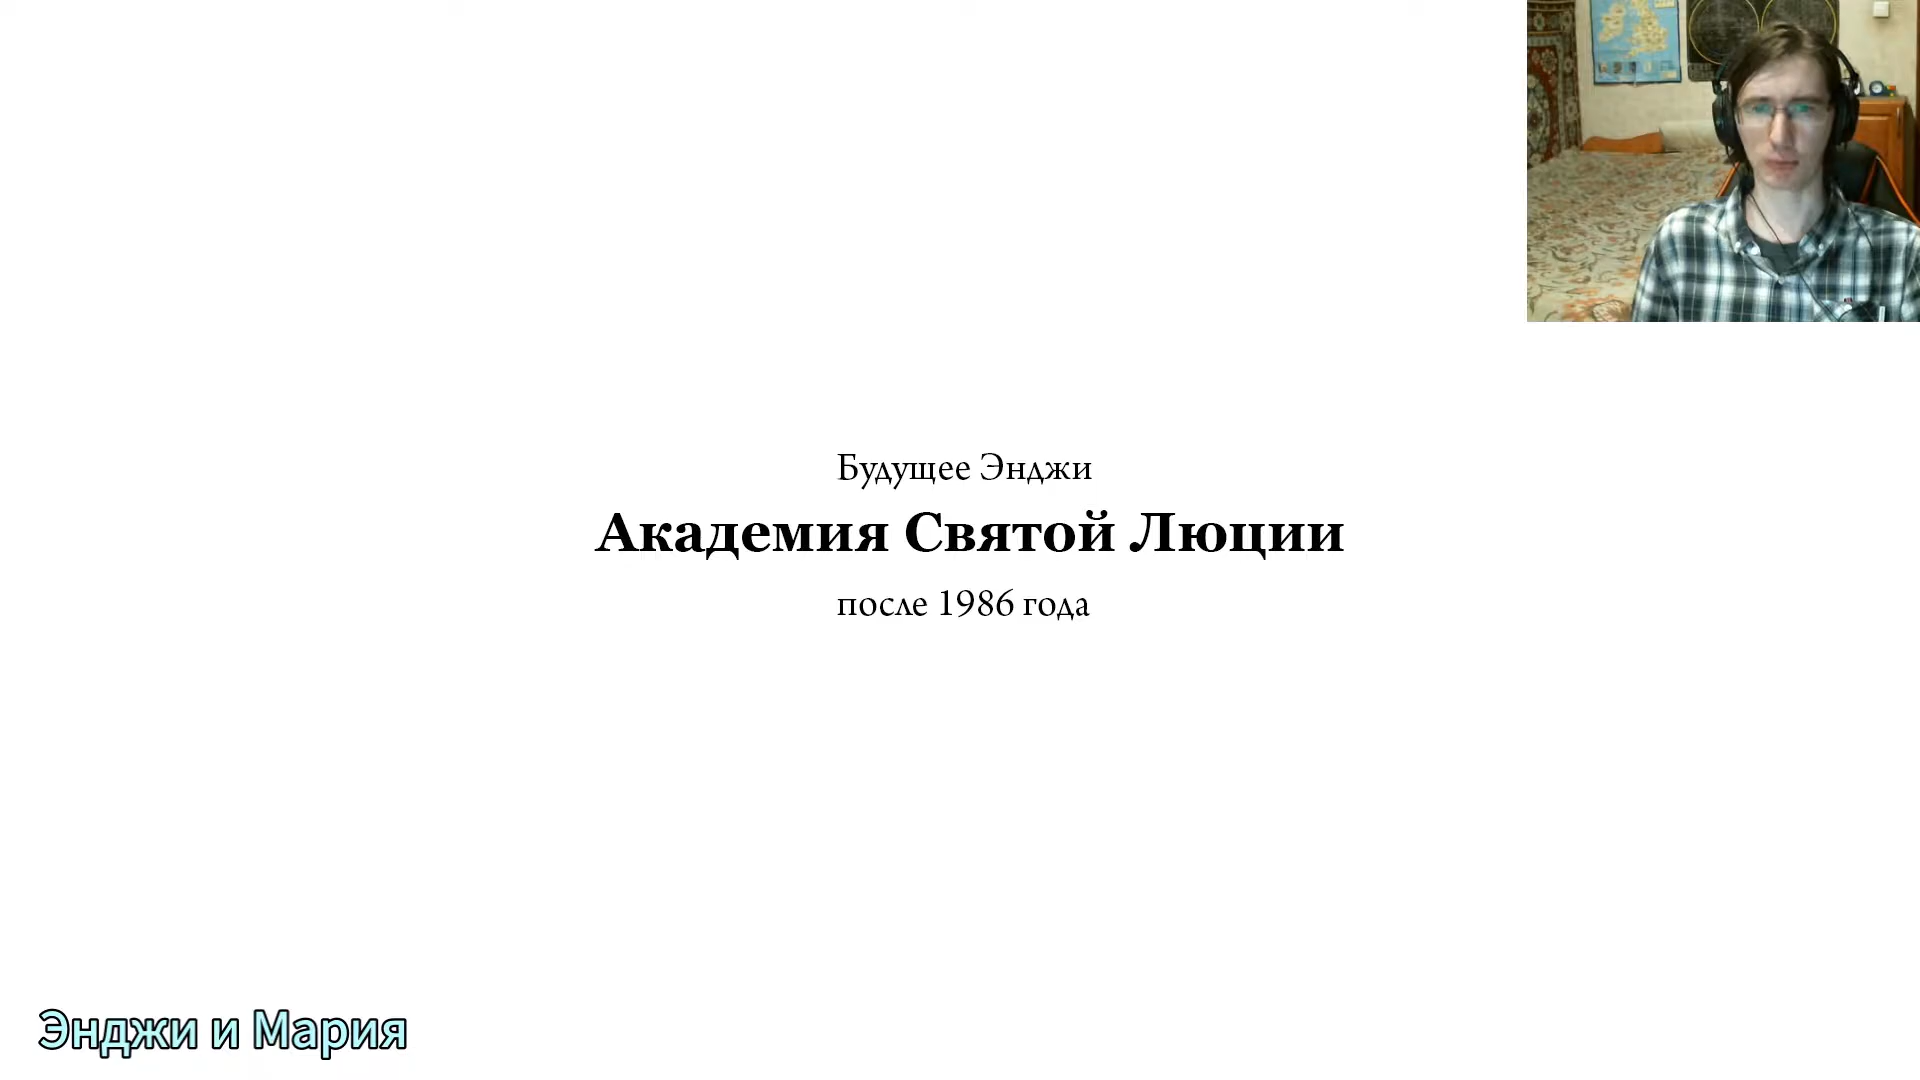 Будущее Энджи
Академия Святой Люции
после 1986 года
Энджи и Мария